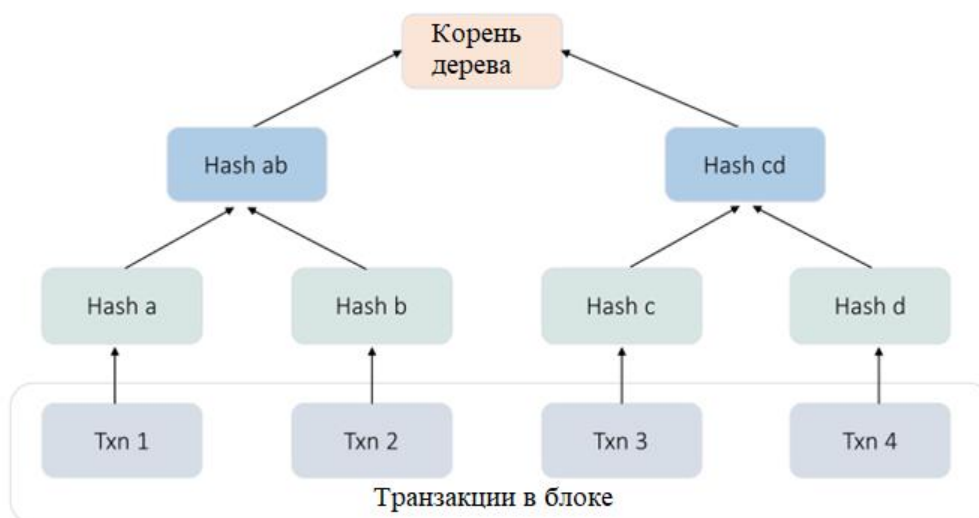 Корень
дерева
Hash ab
Hash cd
Hash a
Hash b
Hash c
Hash d
Txn 1
Txn 2
Txn 3
Txn 4
Транзакции в блоке